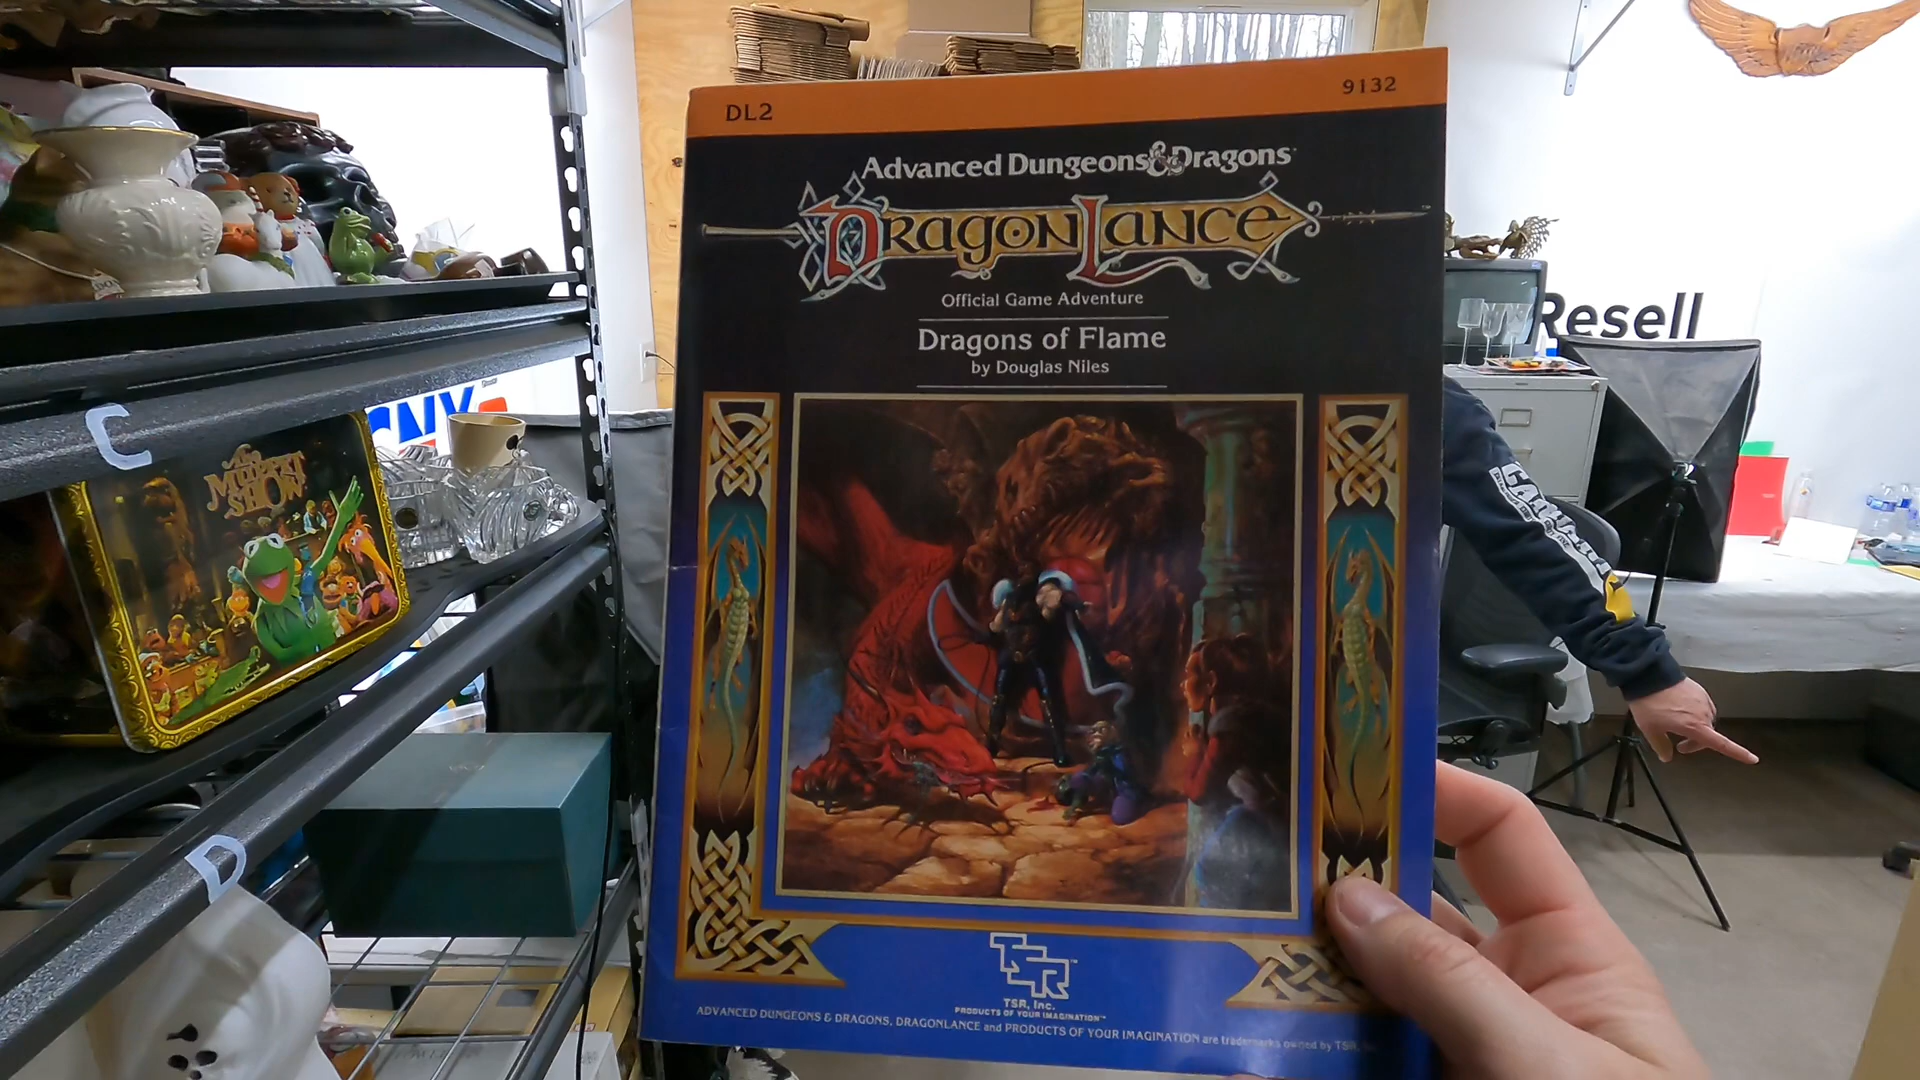 DL2
9132
Advanced Dungeons & Dragons
DRAGONLANCE
Official Game Adventure
Dragons of Flame
by Douglas Niles
TSR
TSR, Inc.
PRODUCTS OF YOUR IMAGINATION™
ADVANCED DUNGEONS & DRAGONS, DRAGONLANCE and PRODUCTS OF YOUR IMAGINATION are trademarks owned by TSR,
C
The
MUPPET
SHOW
D
Resell